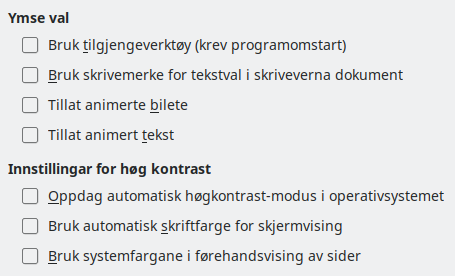 Ymse val
Bruk tilgjengeverktøy (krev programomstart)
Bruk skrivemerke for tekstval i skriveverna dokument
Tillat animerte bilete
Tillat animert tekst
Innstillingar for høg kontrast
Oppdag automatisk høgkontrast-modus i operativsystemet
Bruk automatisk skriftfarge for skjermvising
Bruk systemfargane i førehandsvising av sider